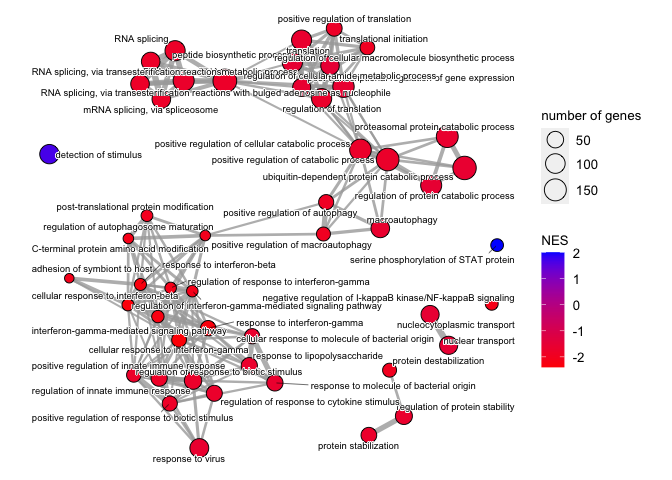 positive regulation of translation
RNA splicing
translational initiation
peptide biosynthetic
translation
regulation of cellular macromolecule biosynthetic process
RNA splicing, via transesterification reactions
metabolic process
regulation of cellular amide metabolic process
of gene expression
RNA splicing, via transesterification reactions with bulged adenosine as nucleophile
mRNA splicing, via spliceosome
regulation of translation
proteasomal protein catabolic process
positive regulation of cellular catabolic process
detection of stimulus
positive regulation of catabolic process
ubiquitin-dependent protein catabolic process
regulation of protein catabolic process
post-translational protein modification
positive regulation of autophagy
macroautophagy
regulation of autophagosome maturation
positive regulation of macroautophagy
C-terminal protein amino acid modification
serine phosphorylation of STAT protein
adhesion of symbiont to host
response to interferon-beta
regulation of response to interferon-gamma
cellular response to interferon-beta
negative regulation of I-kappaB kinase/NF-kappaB signaling
regulation of interferon-gamma-mediated signaling pathway
response to interferon-gamma
nucleocytoplasmic transport
interferon-gamma-mediated signaling pathway
cellular response to molecule of bacterial origin
nuclear transport
cellular response to interferon-gamma
response to lipopolysaccharide
protein destabilization
positive regulation of innate immune response
regulation of response to biotic stimulus
response to molecule of bacterial origin
regulation of innate immune response
regulation of response to cytokine stimulus
regulation of protein stability
positive regulation of response to biotic stimulus
protein stabilization
response to virus
number of genes
50
100
150
NES
2
1
0
-1
-2